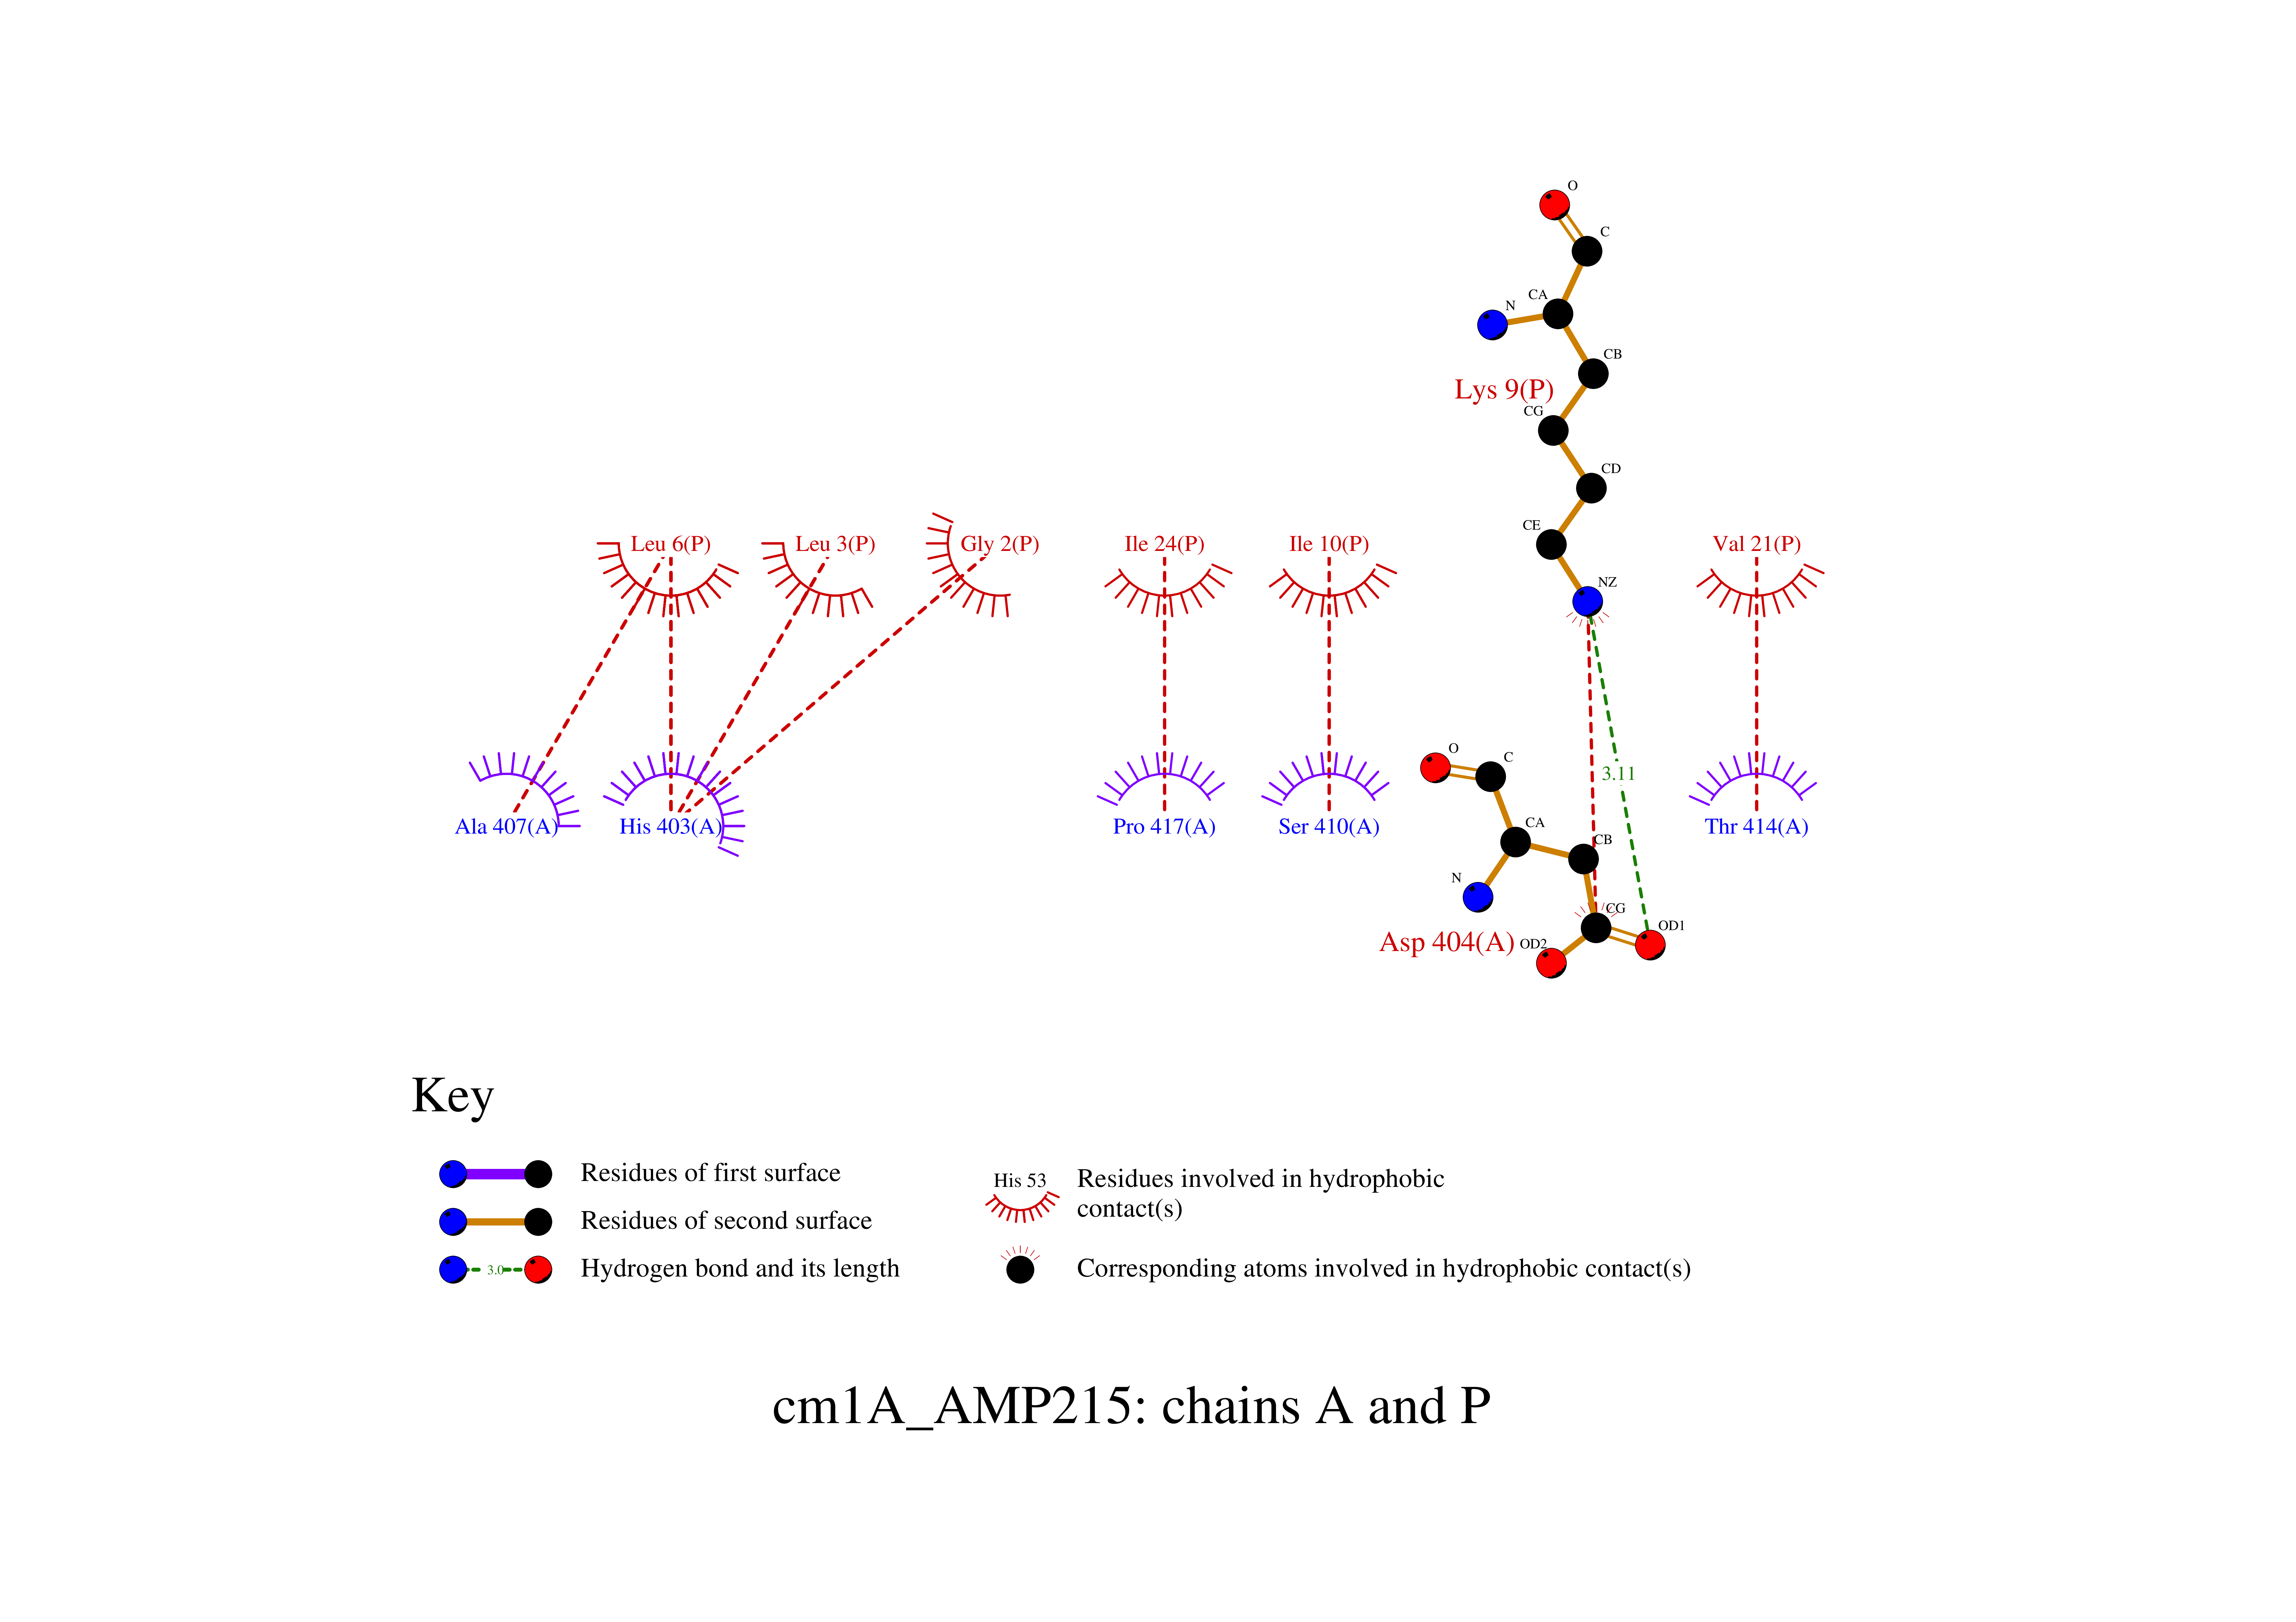 O
C
CA
N
CB
Lys 9(P)
CG
CD
CE
Leu 6(P) Leu 3(P) Gly 2(P) Ile 24(P) Ile 10(P) Val 21(P)
NZ
3.11
O
C
CA
CB
Ala 407(A) His 403(A) Pro 417(A) Ser 410(A) Thr 414(A)
N
CG
OD1
Asp 404(A) OD2
Key
Residues of first surface
Residues of second surface
3.0 Hydrogen bond and its length
His 53 Residues involved in hydrophobic
contact(s)
Corresponding atoms involved in hydrophobic contact(s)
cm1A_AMP215: chains A and P